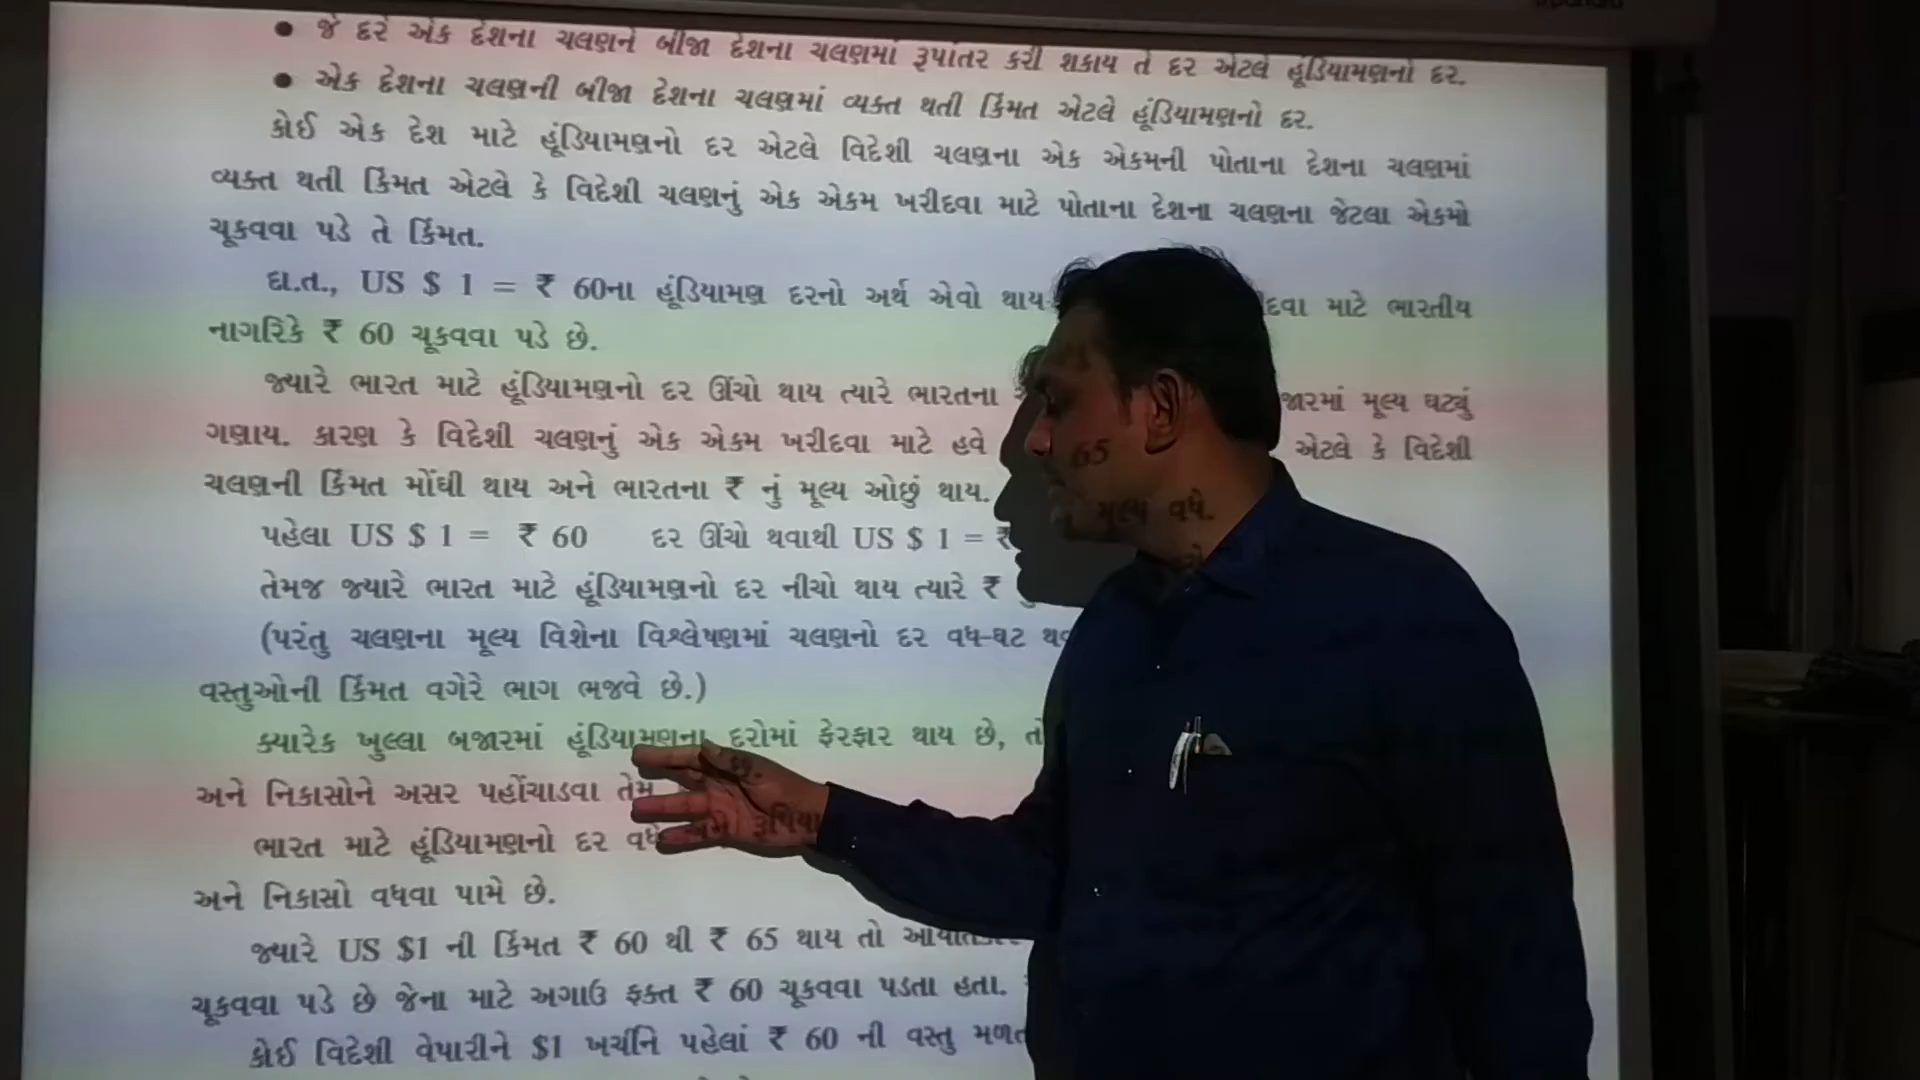 • જે દરે એક દેશના ચલણને બીજા દેશના ચલણમાં રૂપાંતર કરી શકાય તે દર એટલે હૂંડિયામણનો દર.
• એક દેશના ચલણની બીજા દેશના ચલણમાં વ્યક્ત થતી કિંમત એટલે હૂંડિયામણનો દર.
કોઈ એક દેશ માટે હૂંડિયામણનો દર એટલે વિદેશી ચલણના એક એકમની પોતાના દેશના ચલણમાં
વ્યક્ત થતી કિંમત એટલે કે વિદેશી ચલણનું એક એકમ ખરીદવા માટે પોતાના દેશના ચલણના જેટલા એકમો
ચૂકવવા પડે તે કિંમત.
દા.ત., US $ 1 = ₹ 60ના હૂંડિયામણ દરનો અર્થ એવો થાય માટે ભારતીય
નાગરિકે ₹ 60 ચૂકવવા પડે છે.
જ્યારે ભારત માટે હૂંડિયામણનો દર ઊંચો થાય ત્યારે ભારતના મૂલ્ય ઘટ્યું
ગણાય. કારણ કે વિદેશી ચલણનું એક એકમ ખરીદવા માટે હવે એટલે કે વિદેશી
ચલણની કિંમત મોંઘી થાય અને ભારતના ₹ નું મૂલ્ય ઓછું થાય.
પહેલા US $ 1 = ₹ 60 દર ઊંચો થવાથી US $ 1 = ₹ 65
તેમજ જ્યારે ભારત માટે હૂંડિયામણનો દર નીચો થાય ત્યારે ₹ મૂલ્ય વધે.
(પરંતુ ચલણના મૂલ્ય વિશેના વિશ્લેષણમાં ચલણનો દર વધ-ઘટ
વસ્તુઓની કિંમત વગેરે ભાગ ભજવે છે.)
ક્યારેક ખુલ્લા બજારમાં હૂંડિયામણના દરોમાં ફેરફાર થાય છે, તો
અને નિકાસોને અસર પહોંચાડવા તેમ છે.
ભારત માટે હૂંડિયામણનો દર વધે અને
અને નિકાસો વધવા પામે છે.
જ્યારે US $1 ની કિંમત ₹ 60 થી ₹ 65 થાય તો
ચૂકવવા પડે છે જેના માટે અગાઉ ફક્ત ₹ 60 ચૂકવવા પડતા હતા.
કોઈ વિદેશી વેપારીને $1 ખર્ચીને પહેલાં ₹ 60 ની વસ્તુ